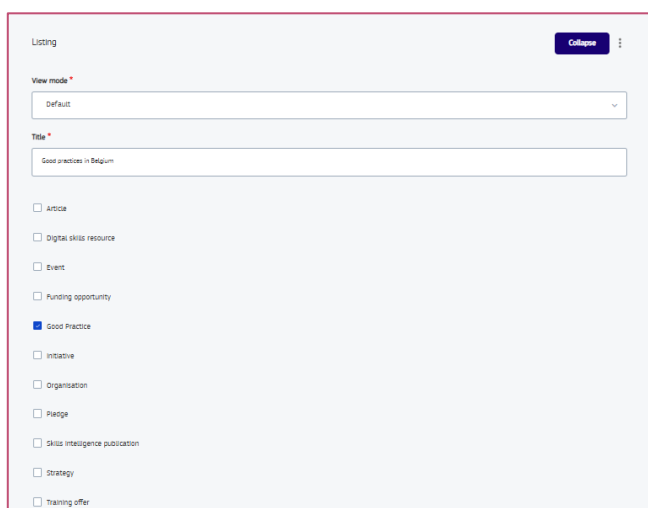 Listing
Collapse
View mode *
Default
Title *
Good practices in Belgium
Article
Digital skills resource
Event
Funding opportunity
Good Practice
Initiative
Organisation
Pledge
Skills intelligence publication
Strategy
Training offer